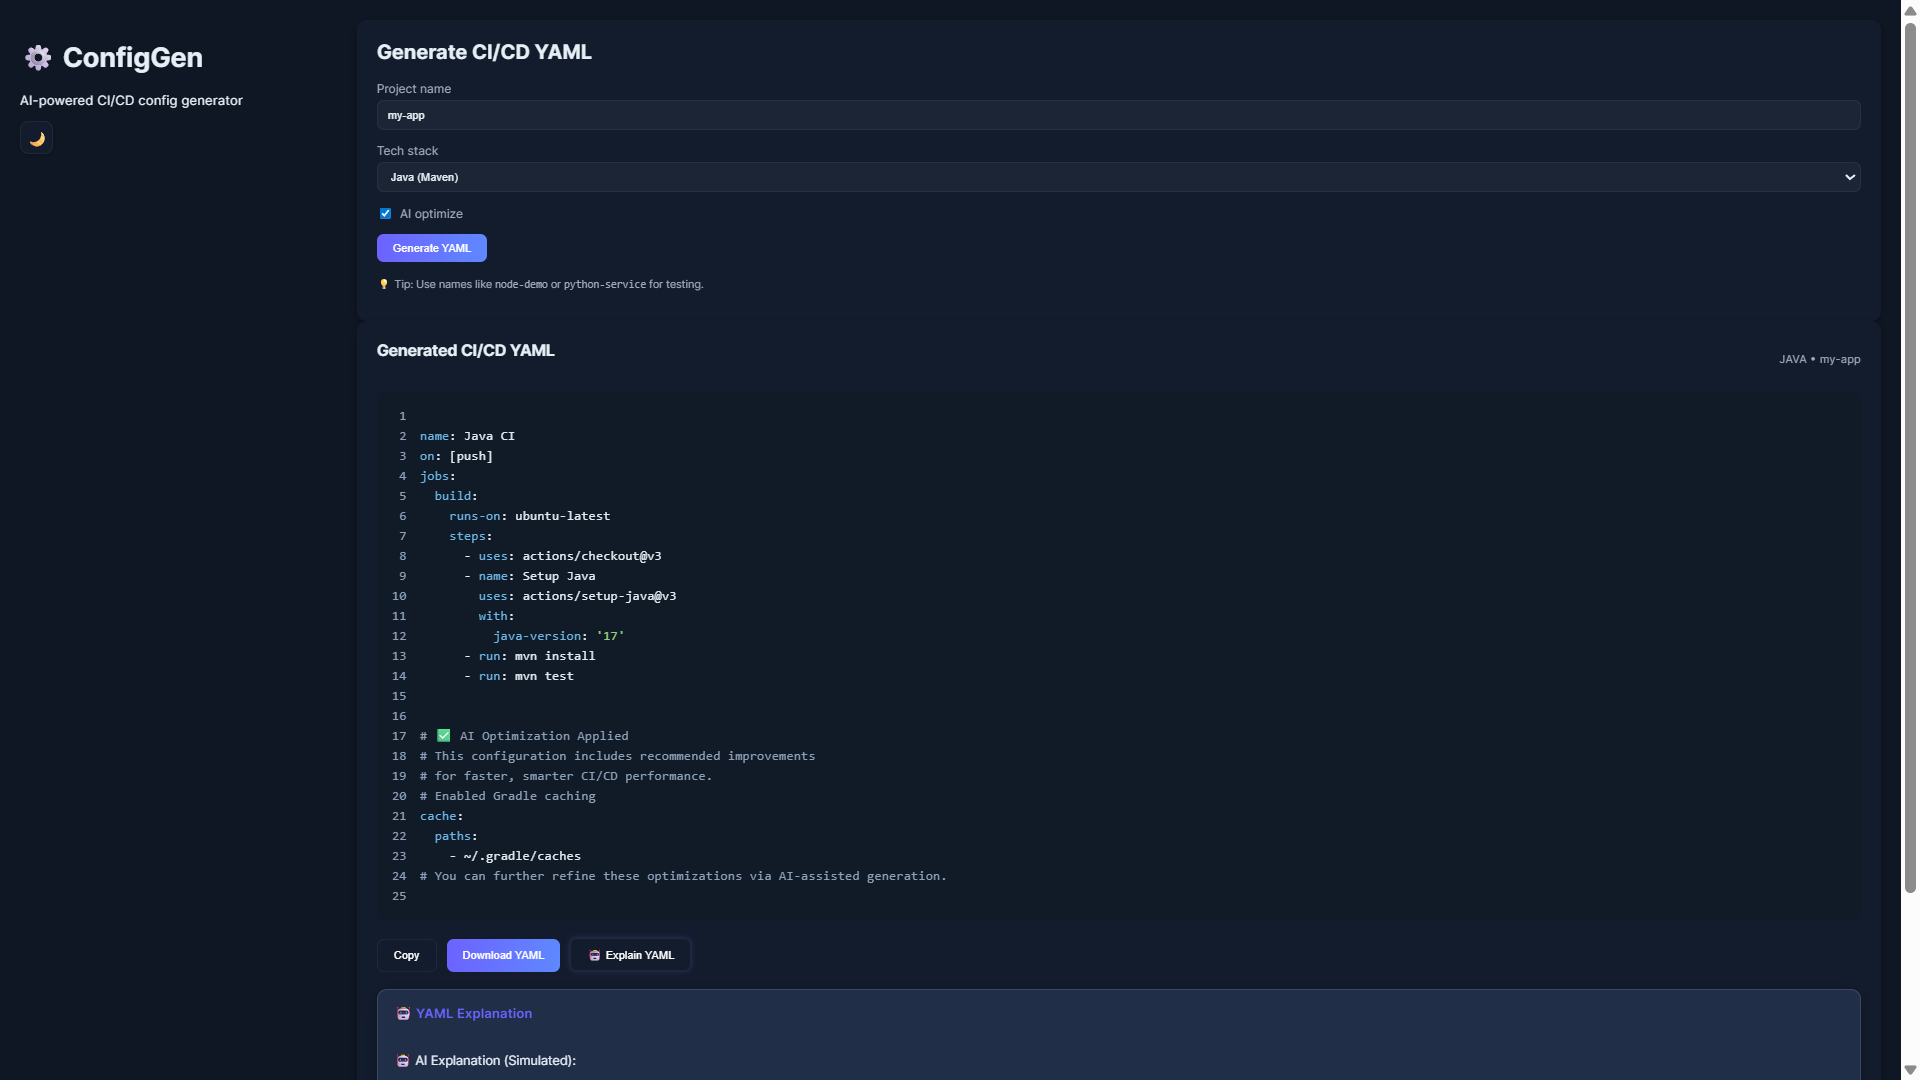 ⚙️ ConfigGen
AI-powered CI/CD config generator
🌙
Generate CI/CD YAML
Project name
my-app
Tech stack
Java (Maven)
AI optimize
Generate YAML
💡 Tip: Use names like node-demo or python-service for testing.
Generated CI/CD YAML
JAVA • my-app
1
2 name: Java CI
3 on: [push]
4 jobs:
5   build:
6     runs-on: ubuntu-latest
7     steps:
8       - uses: actions/checkout@v3
9       - name: Setup Java
10         uses: actions/setup-java@v3
11         with:
12           java-version: '17'
13       - run: mvn install
14       - run: mvn test
15
16
17 # ✅ AI Optimization Applied
18 # This configuration includes recommended improvements
19 # for faster, smarter CI/CD performance.
20 # Enabled Gradle caching
21 cache:
22   paths:
23     - ~/.gradle/caches
24 # You can further refine these optimizations via AI-assisted generation.
25
Copy
Download YAML
🤖 Explain YAML
🤖 YAML Explanation
🤖 AI Explanation (Simulated):